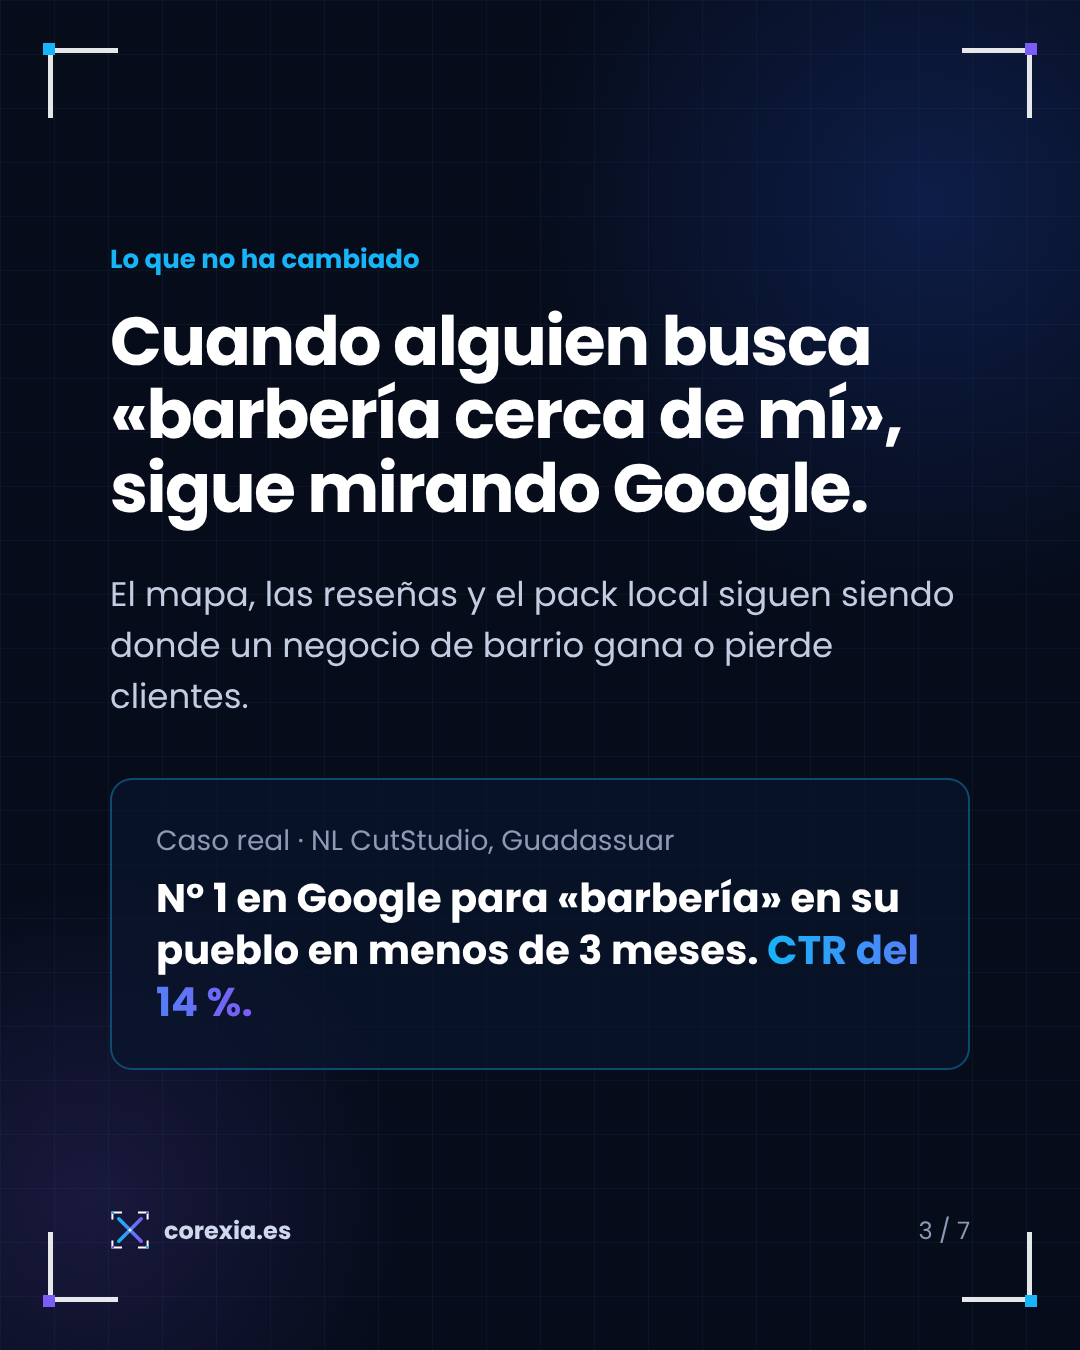 Lo que no ha cambiado
Cuando alguien busca
«barbería cerca de mí»,
sigue mirando Google.
El mapa, las reseñas y el pack local siguen siendo
donde un negocio de barrio gana o pierde
clientes.
Caso real · NL CutStudio, Guadassuar
Nº 1 en Google para «barbería» en su
pueblo en menos de 3 meses. CTR del
14 %.
corexia.es
3 / 7